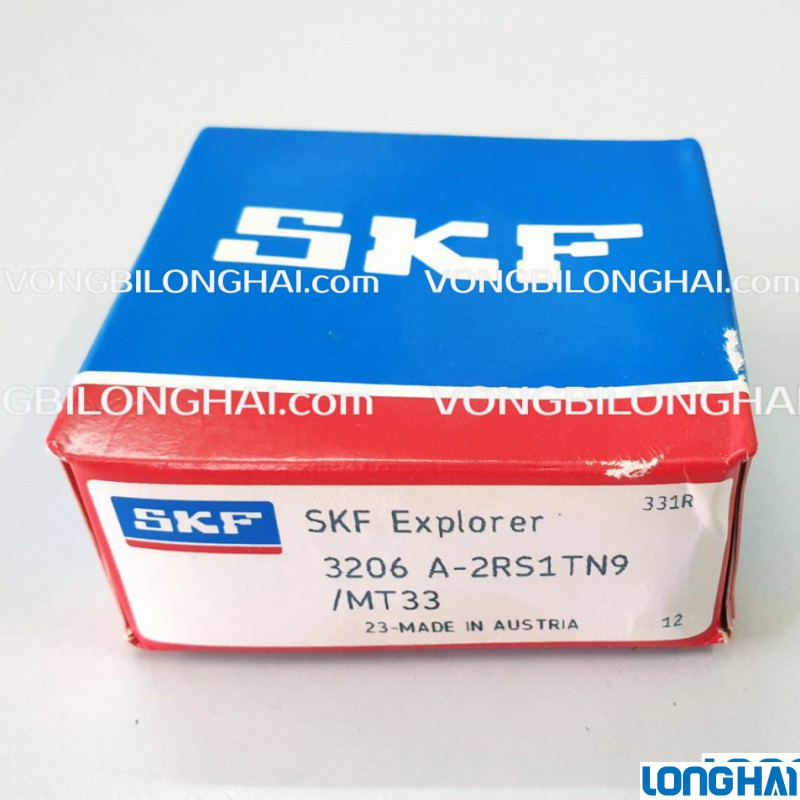 SKF
VONGBILONGHAI.com VONGBILONGHAI.com
GBILONGHAI.com VONGBILONGHAI.com
SKF SKF Explorer 331R
3206 A-2RS1TN9
/MT33
23-MADE IN AUSTRIA 12
LONGHAI